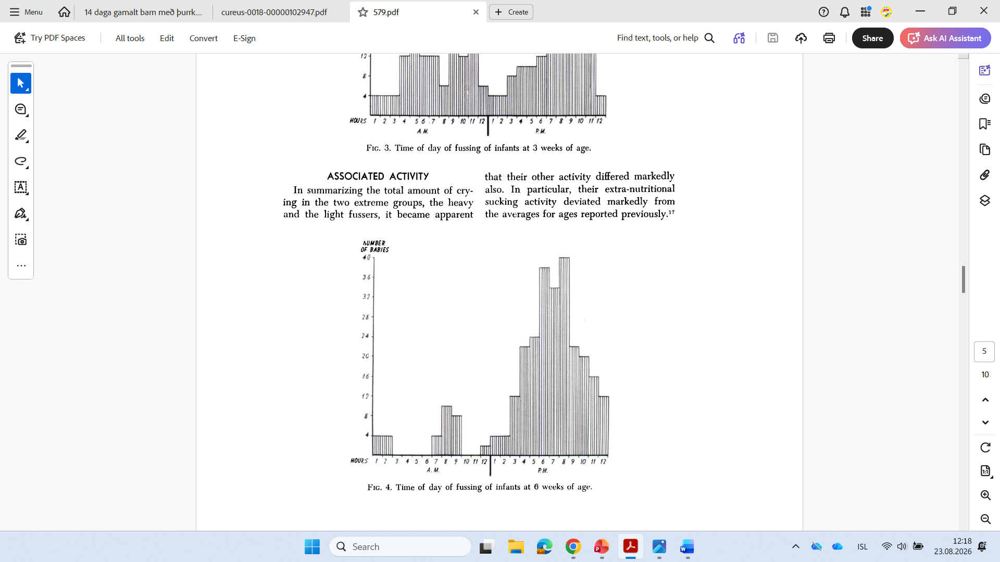 Menu
14 daga gamalt barn með þurrk....
cureus-0018-00000102947.pdf
579.pdf
Create
Try PDF Spaces
All tools
Edit
Convert
E-Sign
Find text, tools, or help
Share
Ask AI Assistant
12
8
4
HOURS 1 2 3 4 5 6 7 8 9 10 11 12 1 2 3 4 5 6 7 8 9 10 11 12
A.M. P.M.
FIG. 3. Time of day of fussing of infants at 3 weeks of age.
ASSOCIATED ACTIVITY
In summarizing the total amount of cry-
ing in the two extreme groups, the heavy
and the light fussers, it became apparent
that their other activity differed markedly
also. In particular, their extra-nutritional
sucking activity deviated markedly from
the averages for ages reported previously.¹⁷
NUMBER
OF BABIES
40
36
32
28
24
20
16
12
8
4
HOURS 1 2 3 4 5 6 7 8 9 10 11 12 1 2 3 4 5 6 7 8 9 10 11 12
A.M. P.M.
FIG. 4. Time of day of fussing of infants at 6 weeks of age.
5
10
1:1
Search
ISL
12:18
23.08.2026